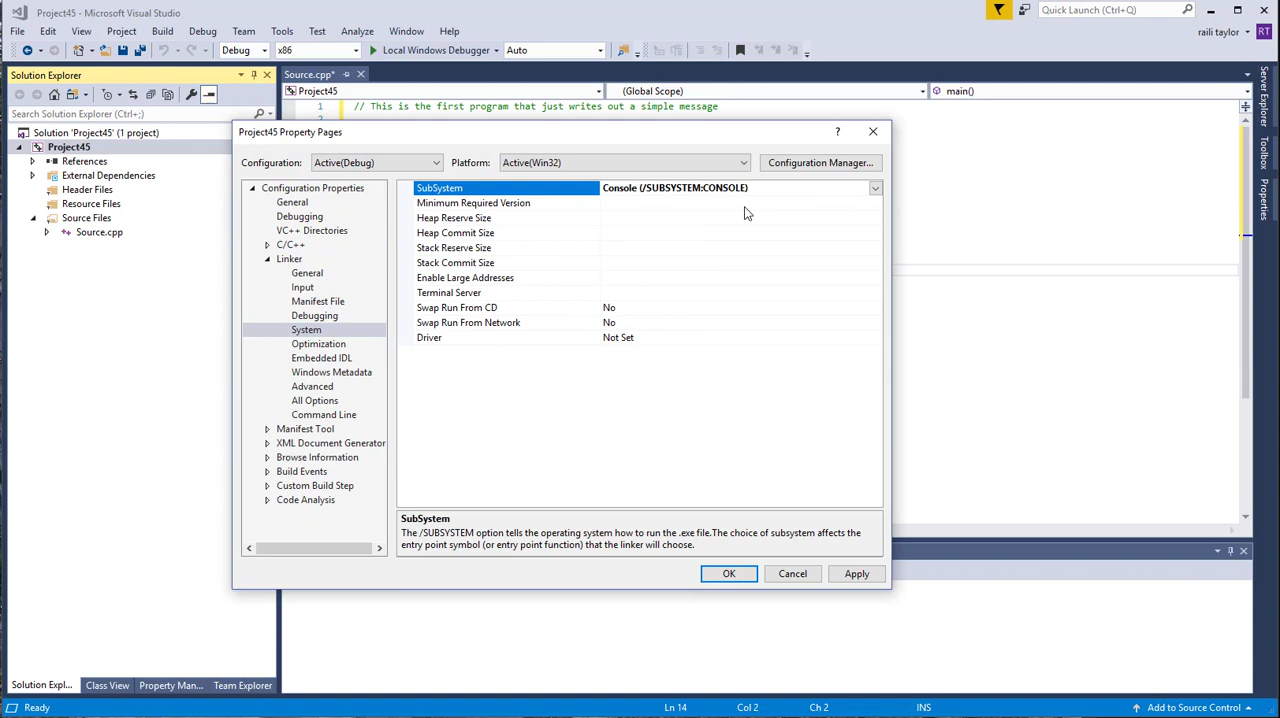 Project45 - Microsoft Visual Studio
Quick Launch (Ctrl+Q)
File Edit View Project Build Debug Team Tools Test Analyze Window Help
raili taylor RT
Debug x86 Local Windows Debugger Auto
Solution Explorer
Search Solution Explorer (Ctrl+;)
Solution 'Project45' (1 project)
Project45
References
External Dependencies
Header Files
Resource Files
Source Files
Source.cpp
Source.cpp*
Project45 (Global Scope) main()
1 // This is the first program that just writes out a simple message
2
Project45 Property Pages
?
Configuration: Active(Debug) Platform: Active(Win32) Configuration Manager...
Configuration Properties
General
Debugging
VC++ Directories
C/C++
Linker
General
Input
Manifest File
Debugging
System
Optimization
Embedded IDL
Windows Metadata
Advanced
All Options
Command Line
Manifest Tool
XML Document Generator
Browse Information
Build Events
Custom Build Step
Code Analysis
SubSystem Console (/SUBSYSTEM:CONSOLE)
Minimum Required Version
Heap Reserve Size
Heap Commit Size
Stack Reserve Size
Stack Commit Size
Enable Large Addresses
Terminal Server
Swap Run From CD No
Swap Run From Network No
Driver Not Set
SubSystem
The /SUBSYSTEM option tells the operating system how to run the .exe file.The choice of subsystem affects the
entry point symbol (or entry point function) that the linker will choose.
OK Cancel Apply
Server Explorer
Toolbox
Properties
Solution Expl... Class View Property Man... Team Explorer
Ready Ln 14 Col 2 Ch 2 INS Add to Source Control